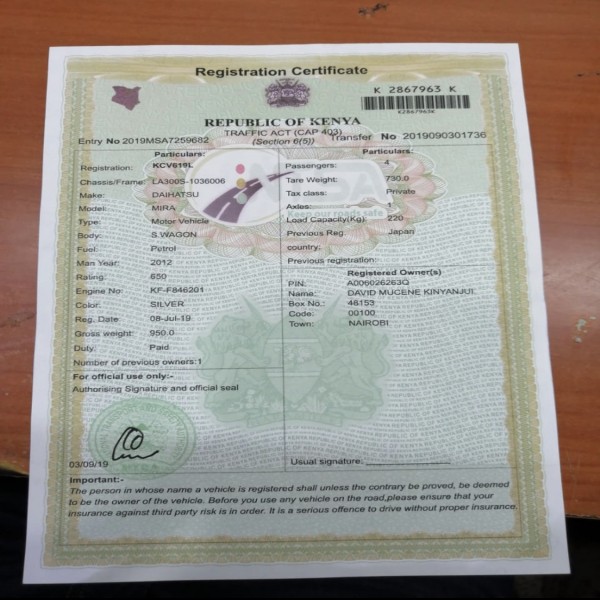 Registration Certificate
K 2867963 K
K2867963K
REPUBLIC OF KENYA
TRAFFIC ACT (CAP 403)
Entry No 2019MSA7259682 (Section 6(5)) Transfer No 2019090301736
Particulars:
Registration: KCV619L
Chassis/Frame: LA300S-1036006
Make: DAIHATSU
Model: MIRA
Type: Motor Vehicle
Body: S.WAGON
Fuel: Petrol
Man Year: 2012
Rating: 650
Engine No: KF-F846201
Color: SILVER
Reg. Date: 08-Jul-19
Gross weight: 950.0
Duty: Paid
Number of previous owners:1
For official use only:-
Authorising Signature and official seal
03/09/19
Particulars:
Passengers: 4
Tare Weight: 730.0
Tax class: Private
Axles: 1
Load Capacity(Kg): 220
Keep our roads safe
Previous Reg. Japan
country:
Previous registration:
Registered Owner(s)
PIN: A006026263Q
Name: DAVID MUCENE KINYANJUI.
Box No.: 46153
Code: 00100
Town: NAIROBI
Usual signature:
Important:-
The person in whose name a vehicle is registered shall unless the contrary be proved, be deemed
to be the owner of the vehicle. Before you use any vehicle on the road,please ensure that your
insurance against third party risk is in order. It is a serious offence to drive without proper insurance.